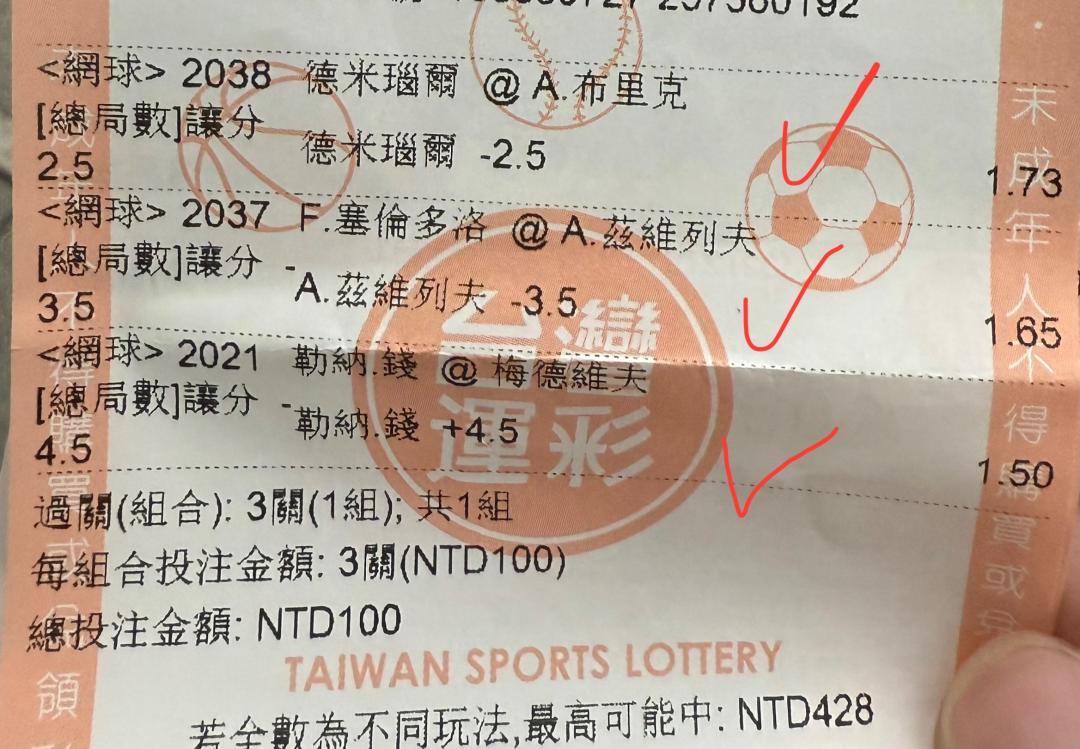 <網球> 2038 德米瑙爾 @ A.布里克
[總局數]讓分
2.5 德米瑙爾 -2.5 1.73
<網球> 2037 F.塞倫多洛 @ A.茲維列夫
[總局數]讓分 -
3.5 A.茲維列夫 -3.5 1.65
<網球> 2021 勒納.錢 @ 梅德維夫
[總局數]讓分 -
4.5 勒納.錢 +4.5 1.50
過關(組合): 3關(1組); 共1組
每組合投注金額: 3關(NTD100)
總投注金額: NTD100
TAIWAN SPORTS LOTTERY
若全數為不同玩法,最高可能中: NTD428
台灣
運彩
未成年人不得購買或